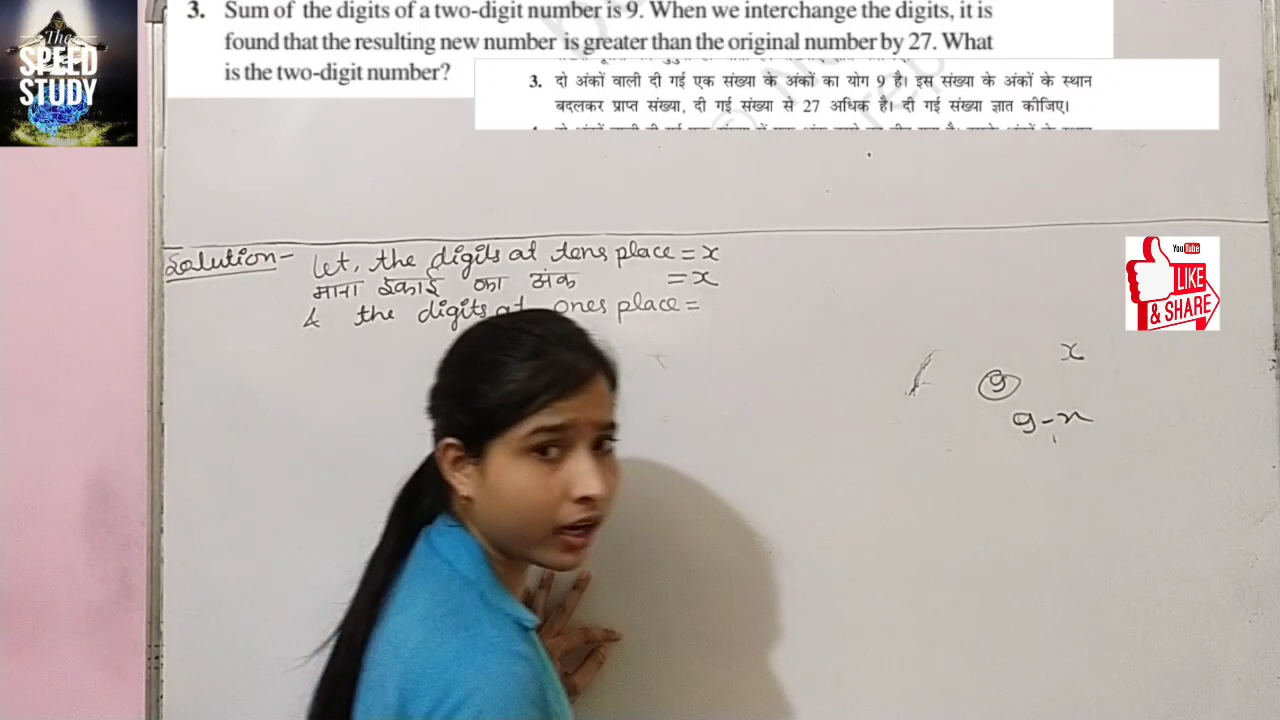 The
SPEED
STUDY
3. Sum of the digits of a two-digit number is 9. When we interchange the digits, it is
found that the resulting new number is greater than the original number by 27. What
is the two-digit number?
3. दो अंकों वाली दी गई एक संख्या के अंकों का योग 9 है। इस संख्या के अंकों के स्थान
बदलकर प्राप्त संख्या, दी गई संख्या से 27 अधिक है। दी गई संख्या ज्ञात कीजिए।
Solution- Let, the digits at tens place = x
माना ईकाई का अंक = x
& the digits at ones place =
YouTube
LIKE
& SHARE
x
9
9-x